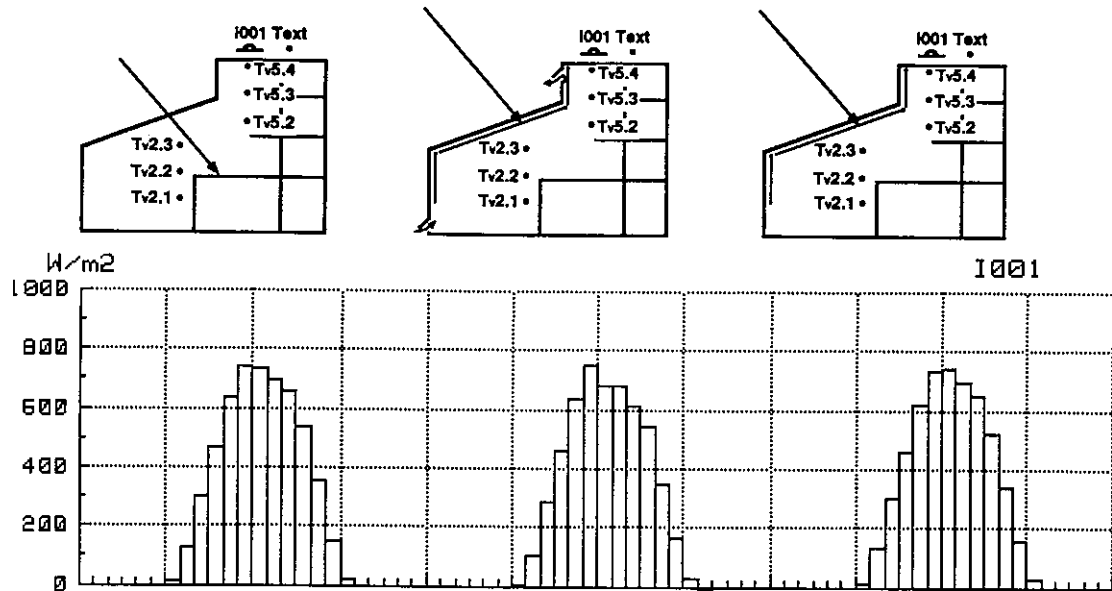 I001 Text
Tv5.4
Tv5.3
Tv5.2
Tv2.3
Tv2.2
Tv2.1
I001 Text
Tv5.4
Tv5.3
Tv5.2
Tv2.3
Tv2.2
Tv2.1
I001 Text
Tv5.4
Tv5.3
Tv5.2
Tv2.3
Tv2.2
Tv2.1
W/m2 I001
1000
800
600
400
200
0